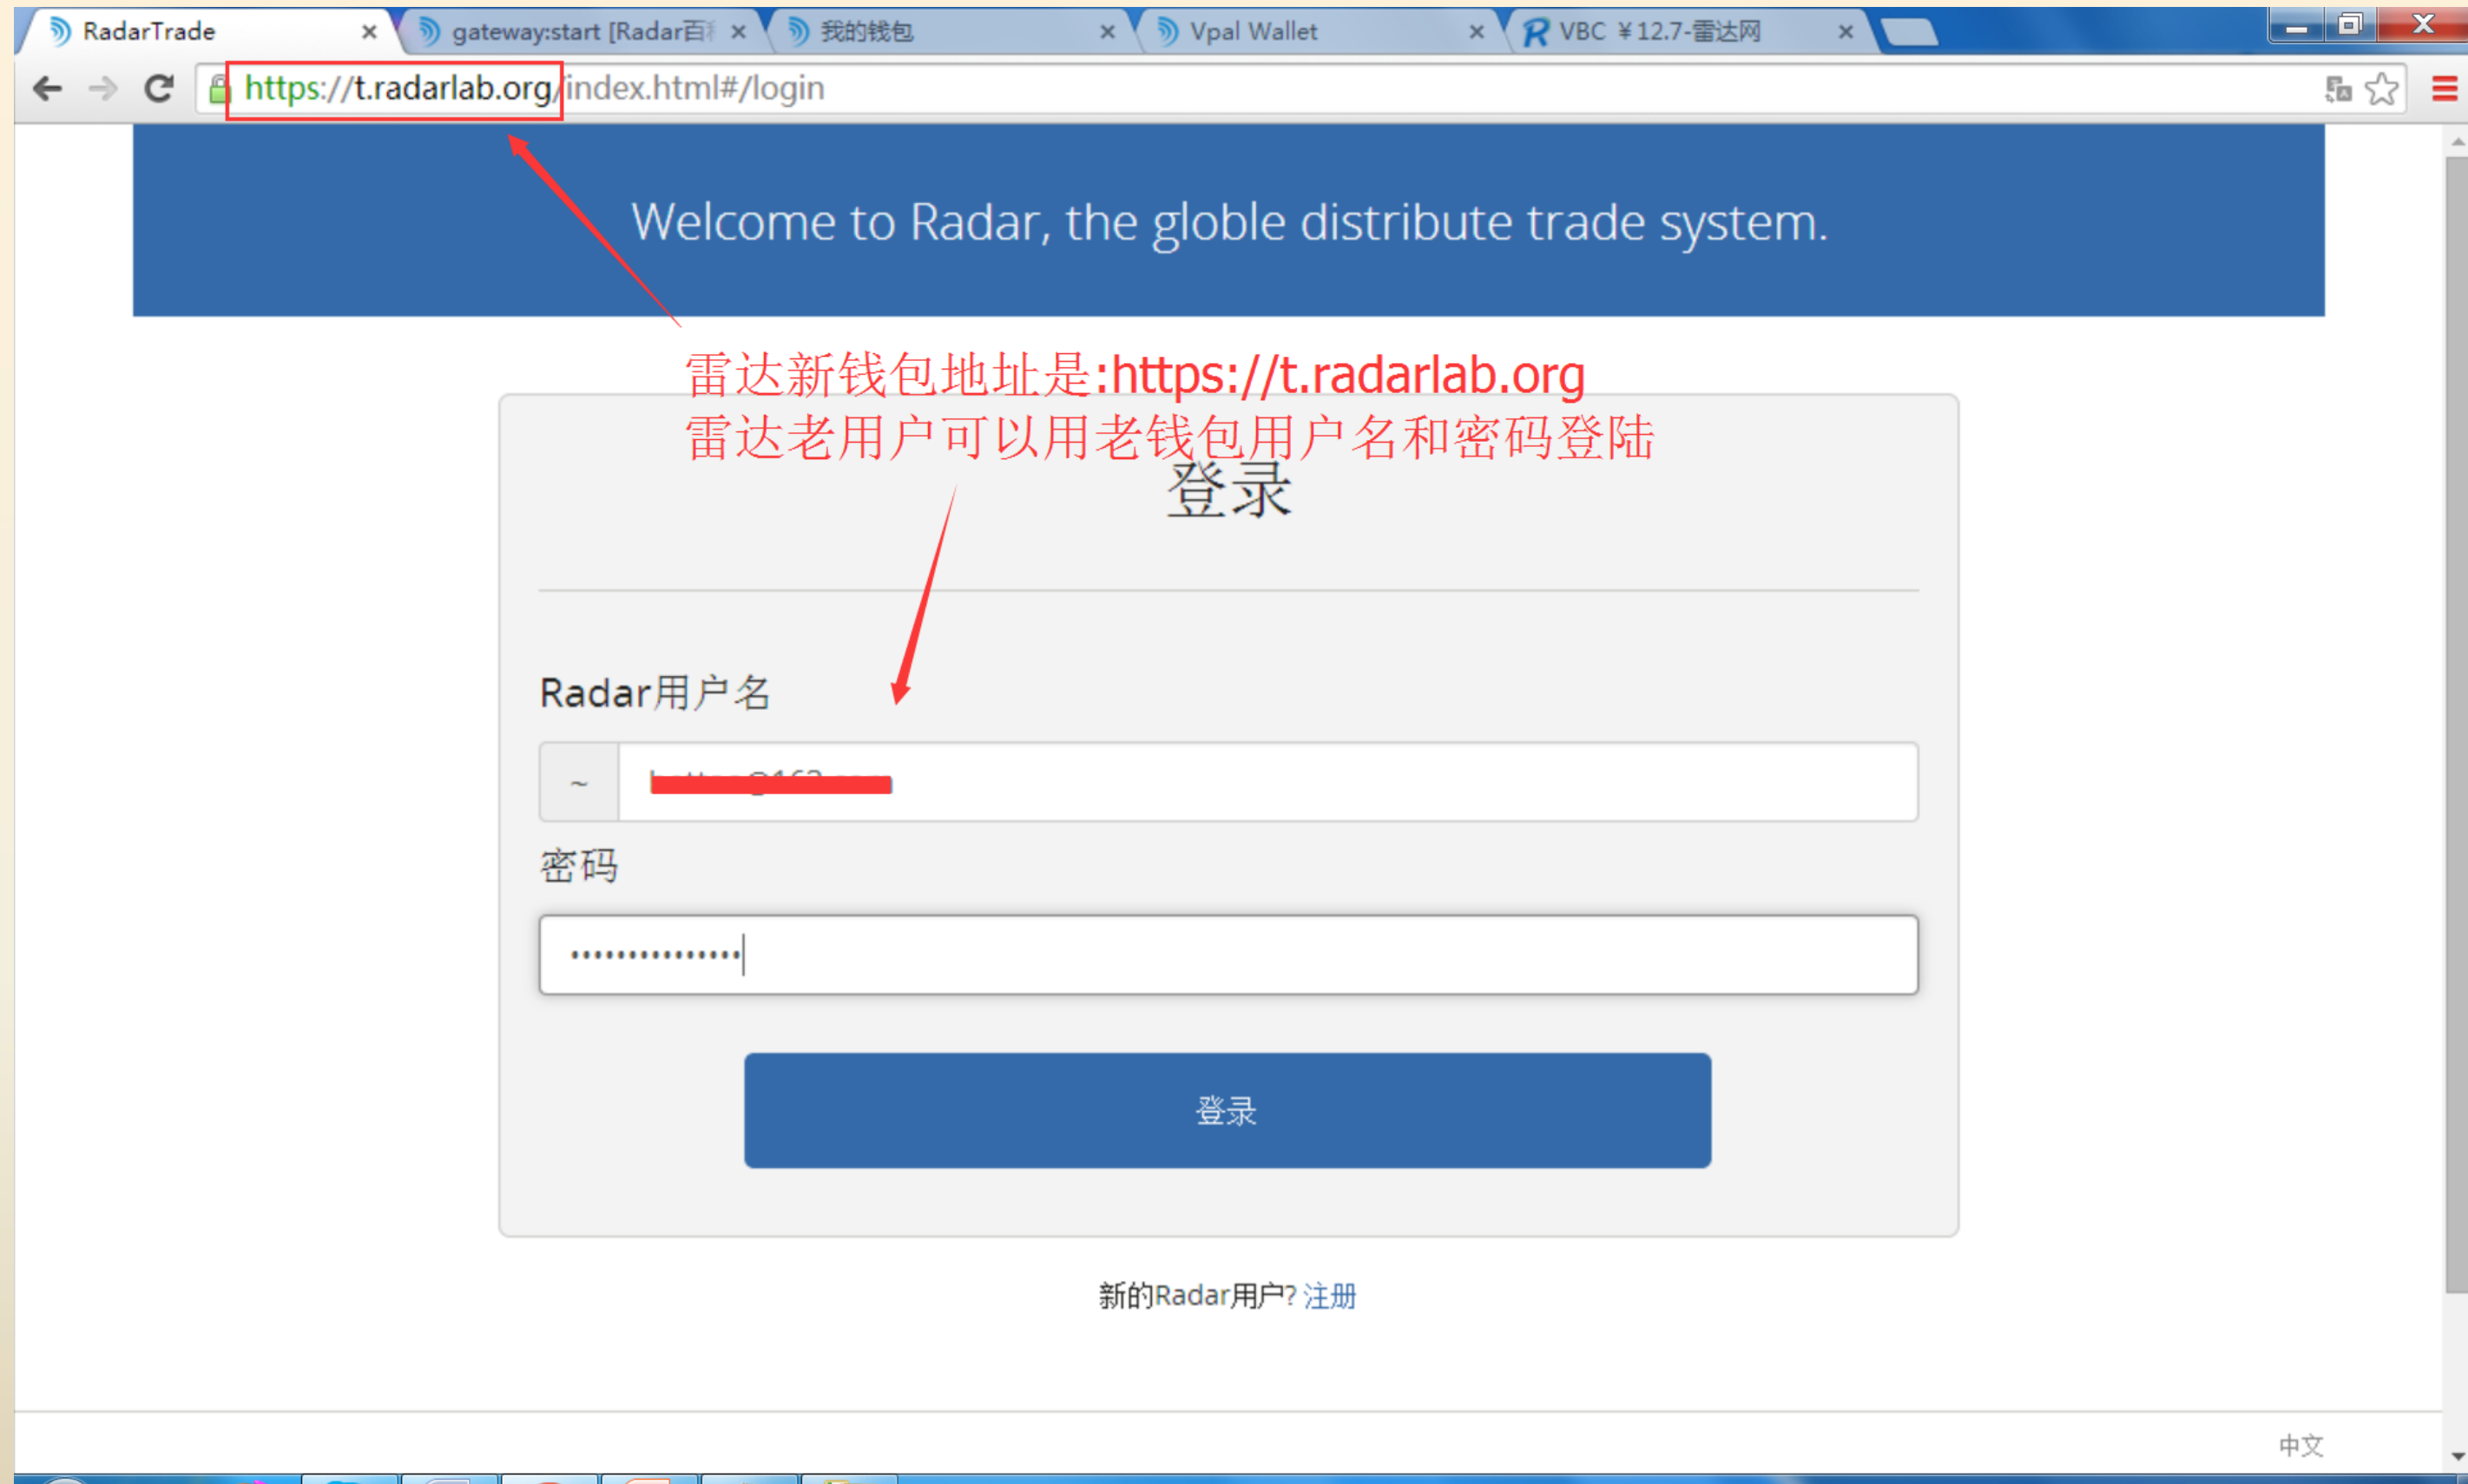 RadarTrade
gateway:start [Radar百
我的钱包
Vpal Wallet
VBC ¥12.7-雷达网
https://t.radarlab.org/index.html#/login
Welcome to Radar, the globle distribute trade system.
雷达新钱包地址是:https://t.radarlab.org
雷达老用户可以用老钱包用户名和密码登陆
登录
Radar用户名
~
密码
登录
新的Radar用户? 注册
中文